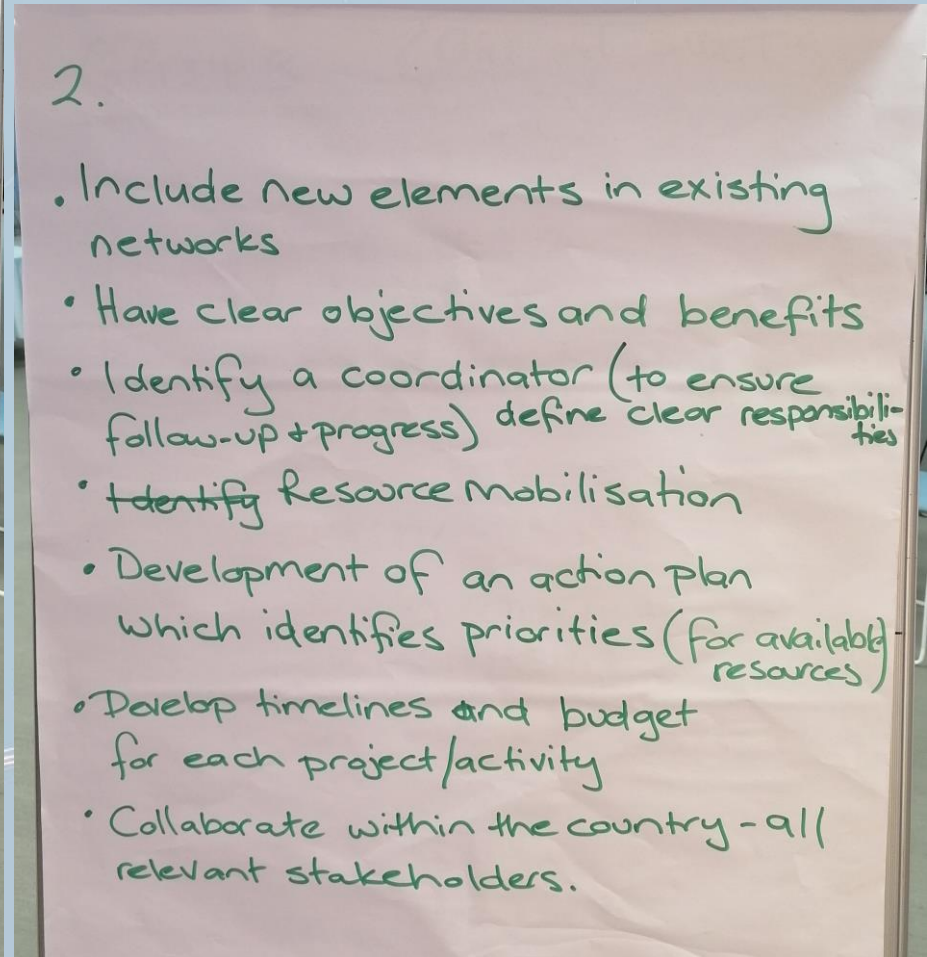 2.
. Include new elements in existing
networks
• Have clear objectives and benefits
• Identify a coordinator (to ensure
follow-up + progress) define clear responsibili-
ties
• Identify Resource mobilisation
• Development of an action plan
which identifies priorities (for available)
resources)
• Develop timelines and budget
for each project/activity
• Collaborate within the country - all
relevant stakeholders.